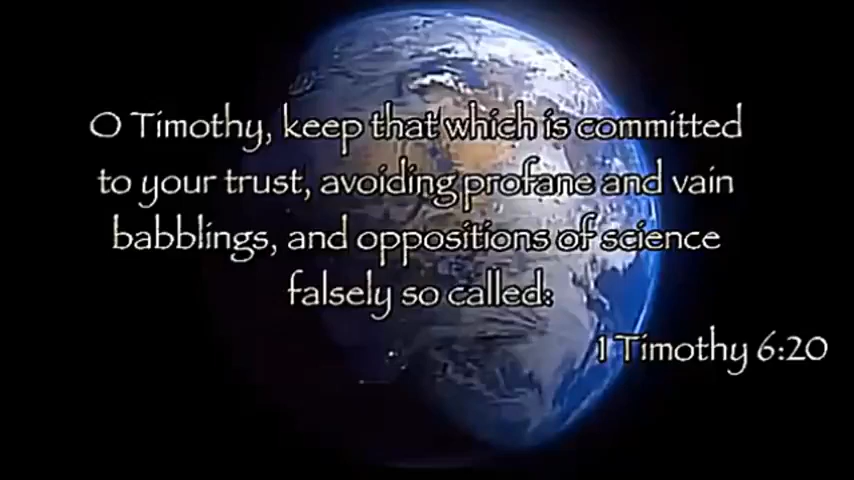 O Timothy, keep that which is committed
to your trust, avoiding profane and vain
babblings, and oppositions of science
falsely so called:
1 Timothy 6:20